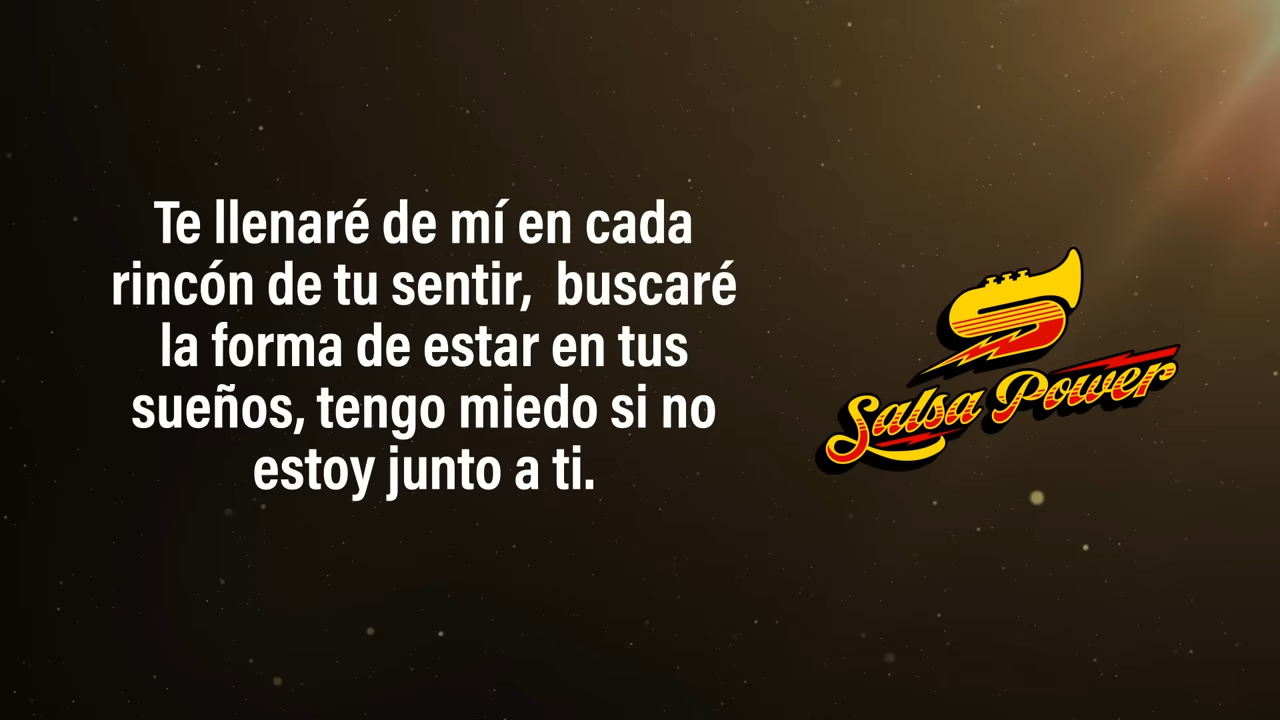 Te llenaré de mí en cada
rincón de tu sentir,  buscaré
la forma de estar en tus
sueños, tengo miedo si no
estoy junto a ti.
Salsa Power